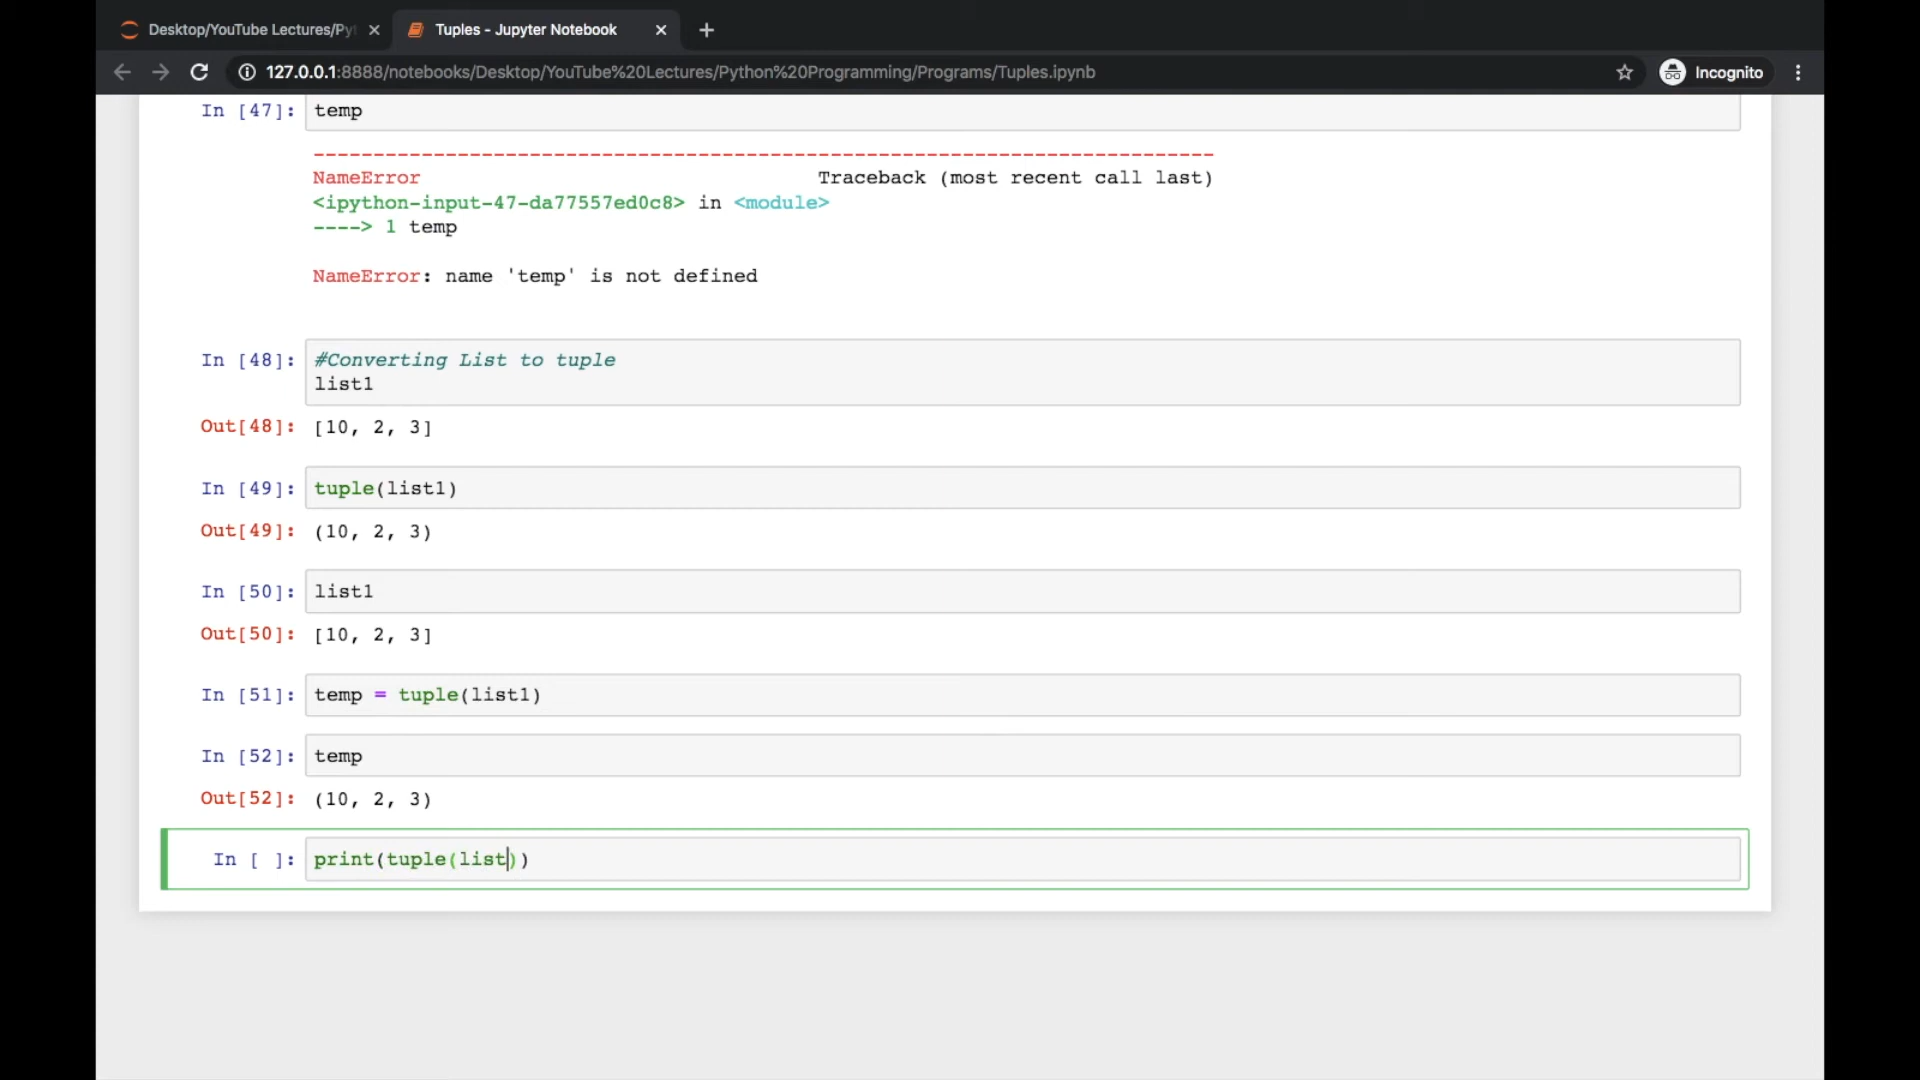 Desktop/YouTube Lectures/Pyt
Tuples - Jupyter Notebook
127.0.0.1:8888/notebooks/Desktop/YouTube%20Lectures/Python%20Programming/Programs/Tuples.ipynb
Incognito
In [47]: temp
---------------------------------------------------------------------------
NameError Traceback (most recent call last)
<ipython-input-47-da77557ed0c8> in <module>
----> 1 temp
NameError: name 'temp' is not defined
In [48]: #Converting List to tuple
list1
Out[48]: [10, 2, 3]
In [49]: tuple(list1)
Out[49]: (10, 2, 3)
In [50]: list1
Out[50]: [10, 2, 3]
In [51]: temp = tuple(list1)
In [52]: temp
Out[52]: (10, 2, 3)
In [ ]: print(tuple(list))